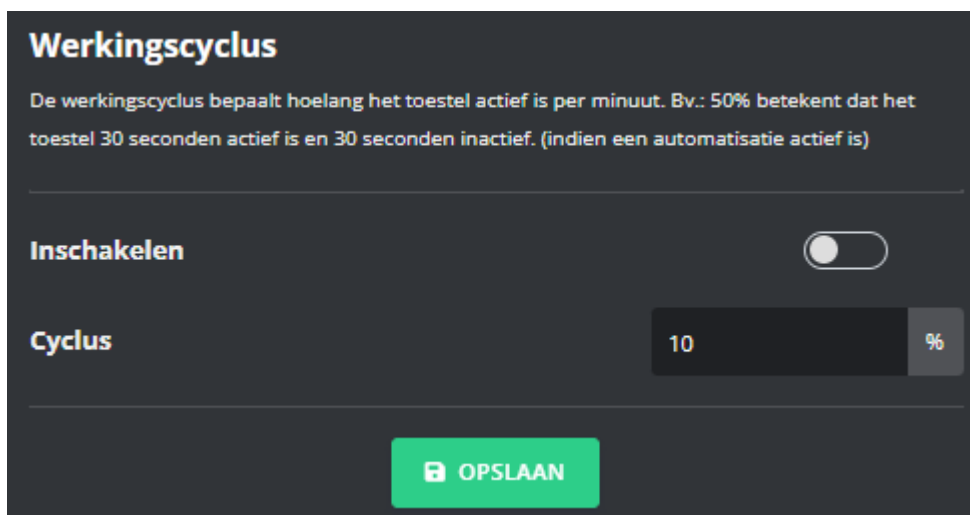 Werkingscyclus
De werkingscyclus bepaalt hoelang het toestel actief is per minuut. Bv.: 50% betekent dat het
toestel 30 seconden actief is en 30 seconden inactief. (indien een automatisatie actief is)
Inschakelen
Cyclus
10 %
OPSLAAN